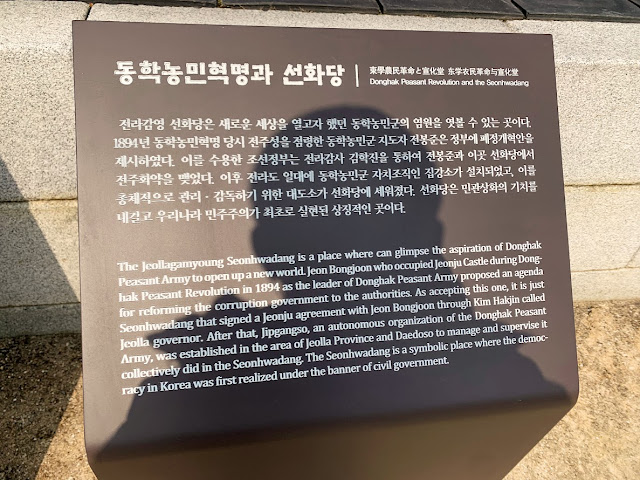 동학농민혁명과 선화당
東學農民革命と宣化堂 东学农民革命与宣化堂
Donghak Peasant Revolution and the Seonhwadang
전라감영 선화당은 새로운 세상을 열고자 했던 동학농민군의 염원을 엿볼 수 있는 곳이다.
1894년 동학농민혁명 당시 전주성을 점령한 동학농민군 지도자 전봉준은 정부에 폐정개혁안을
제시하였다. 이를 수용한 조선정부는 전라감사 김학진을 통하여 전봉준과 이곳 선화당에서
전주화약을 맺었다. 이후 전라도 일대에 동학농민군 자치조직인 집강소가 설치되었고, 이를
총체적으로 관리 · 감독하기 위한 대도소가 선화당에 세워졌다. 선화당은 민관상화의 기치를
내걸고 우리나라 민주주의가 최초로 실현된 상징적인 곳이다.
The Jeollagamyoung Seonhwadang is a place where can glimpse the aspiration of Donghak
Peasant Army to open up a new world. Jeon Bongjoon who occupied Jeonju Castle during Dong-
hak Peasant Revolution in 1894 as the leader of Donghak Peasant Army proposed an agenda
for reforming the corruption government to the authorities. As accepting this one, it is just
Seonhwadang that signed a Jeonju agreement with Jeon Bongjoon through Kim Hakjin called
Jeolla governor. After that, Jipgangso, an autonomous organization of the Donghak Peasant
Army, was established in the area of Jeolla Province and Daedoso to manage and supervise it
collectively did in the Seonhwadang. The Seonhwadang is a symbolic place where the democ-
racy in Korea was first realized under the banner of civil government.